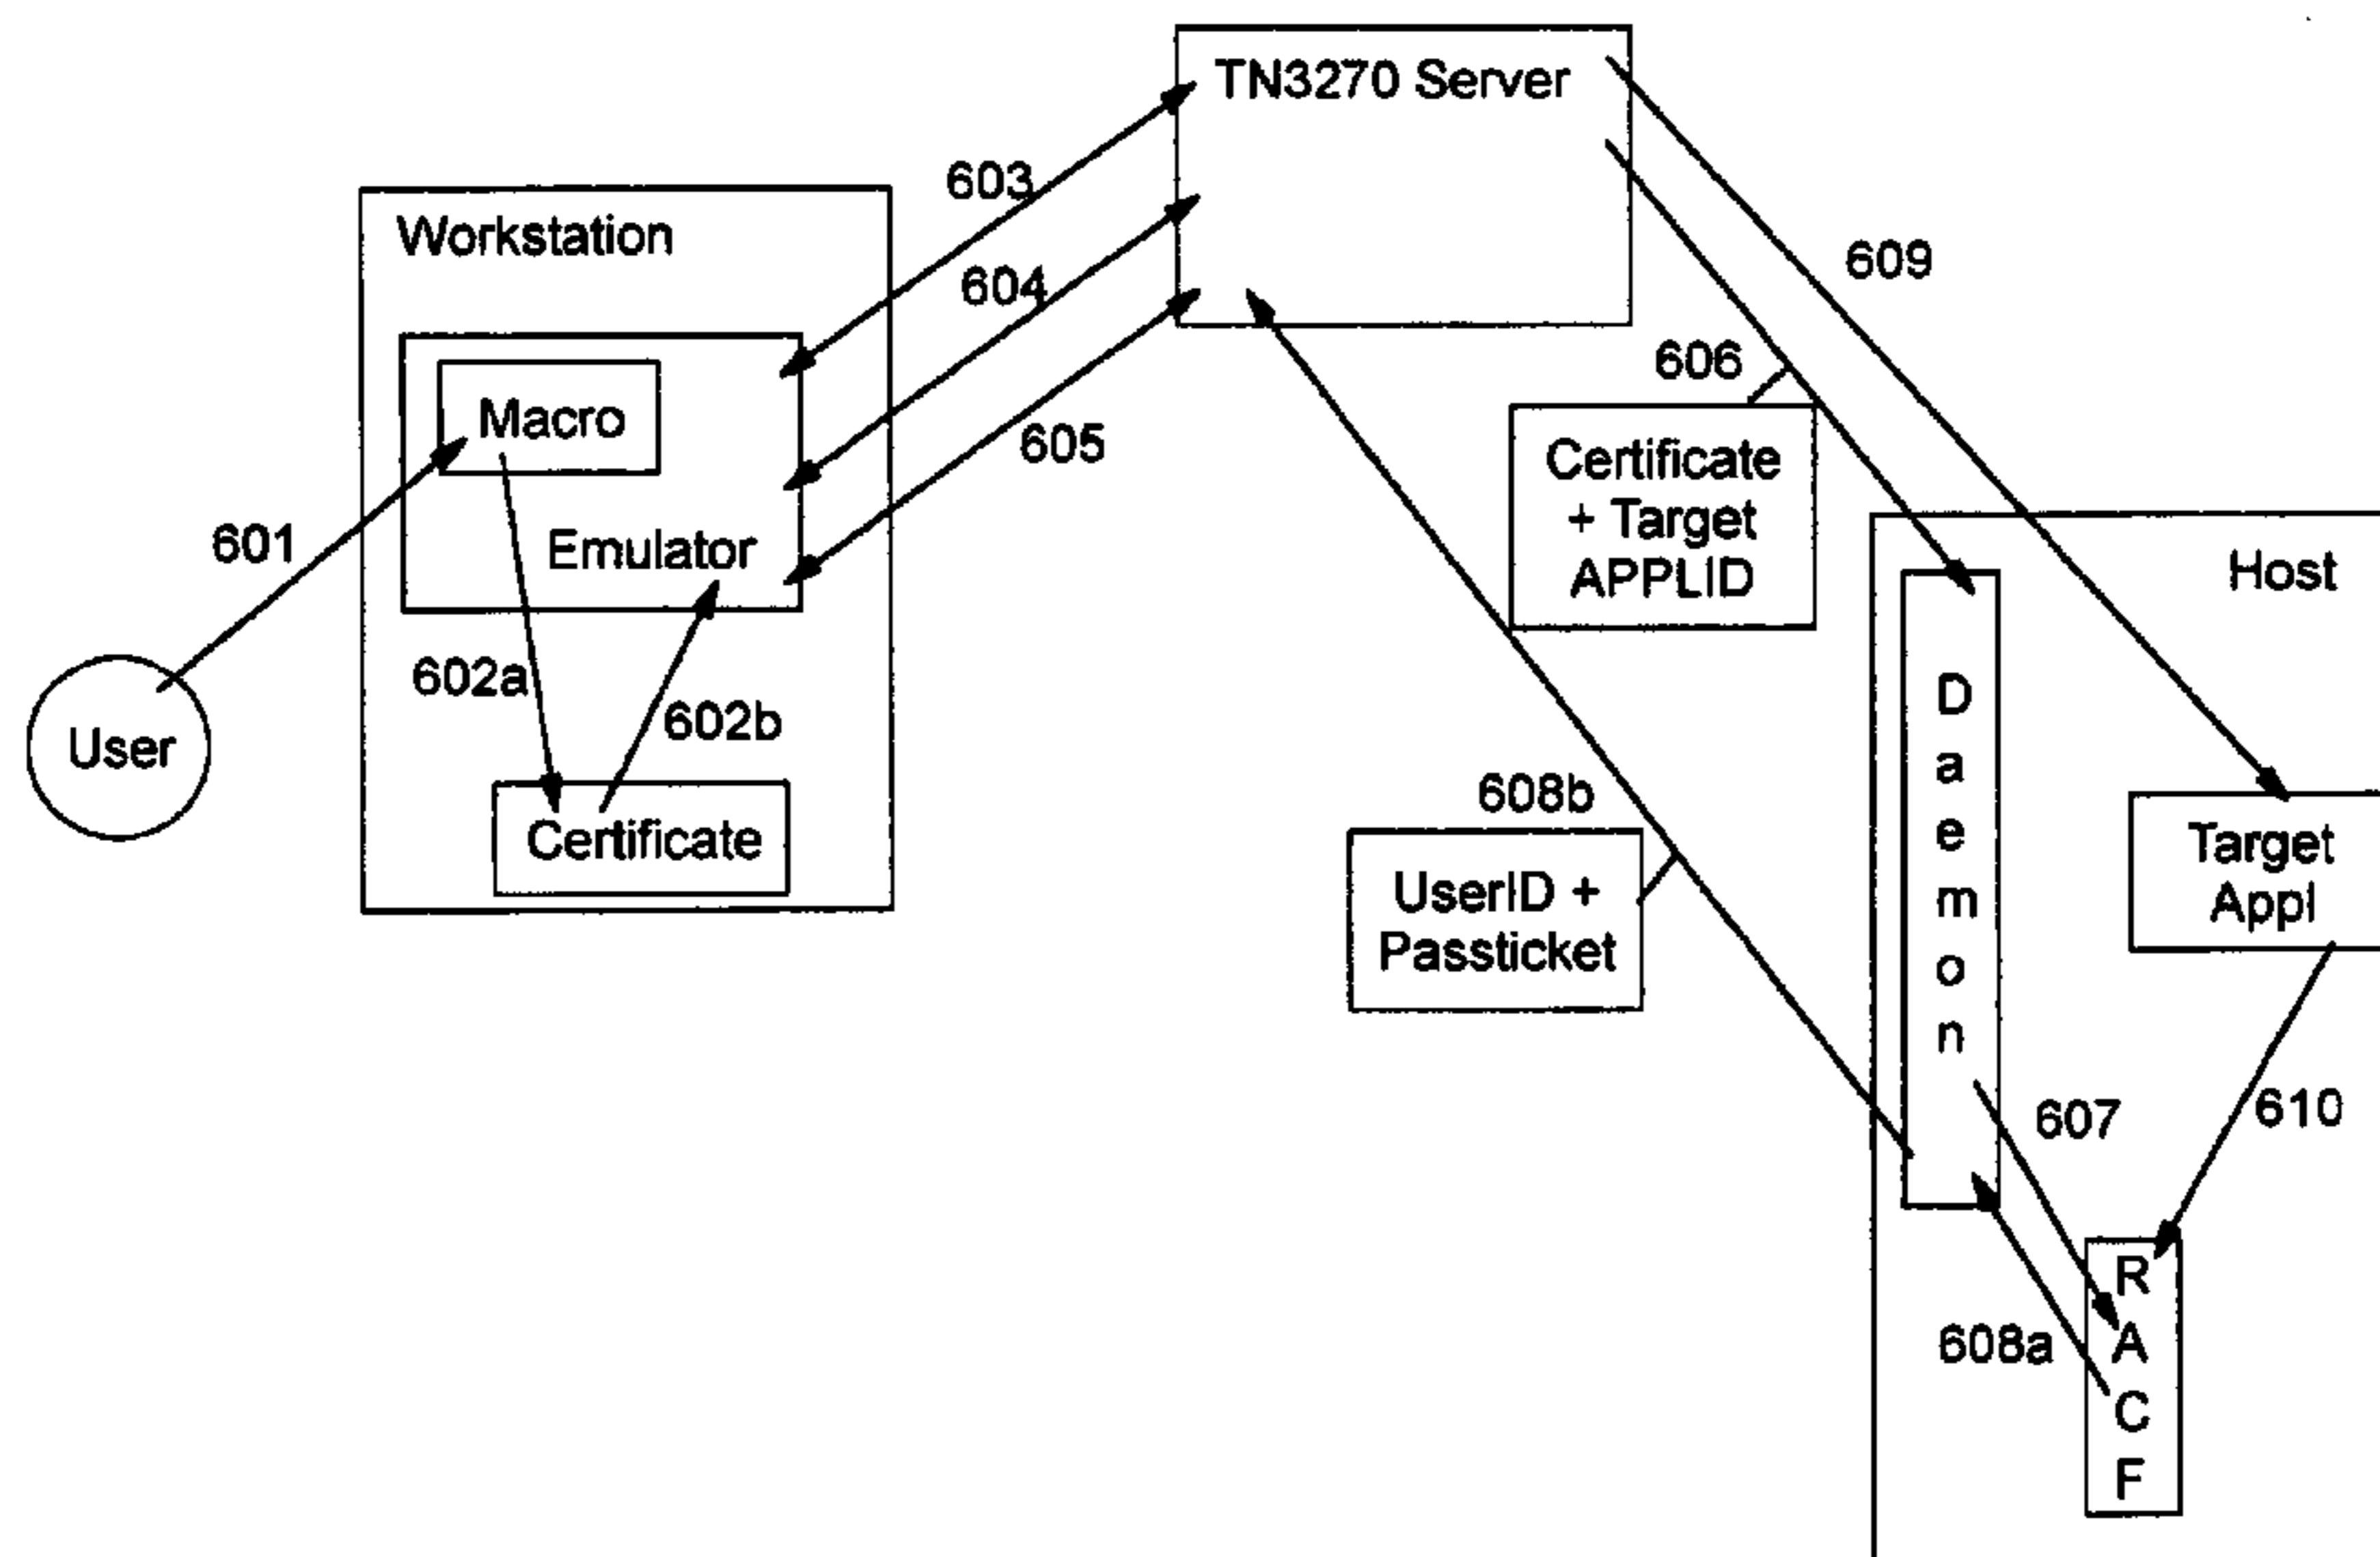 TN3270 Server
603
Workstation
604
609
606
Macro
605
Certificate
+ Target
APPLID
601
Emulator
Host
602a
602b
User
Certificate
608b
UserID +
Passticket
D
a
e
m
o
n
Target
Appl
607
610
608a
R
A
C
F